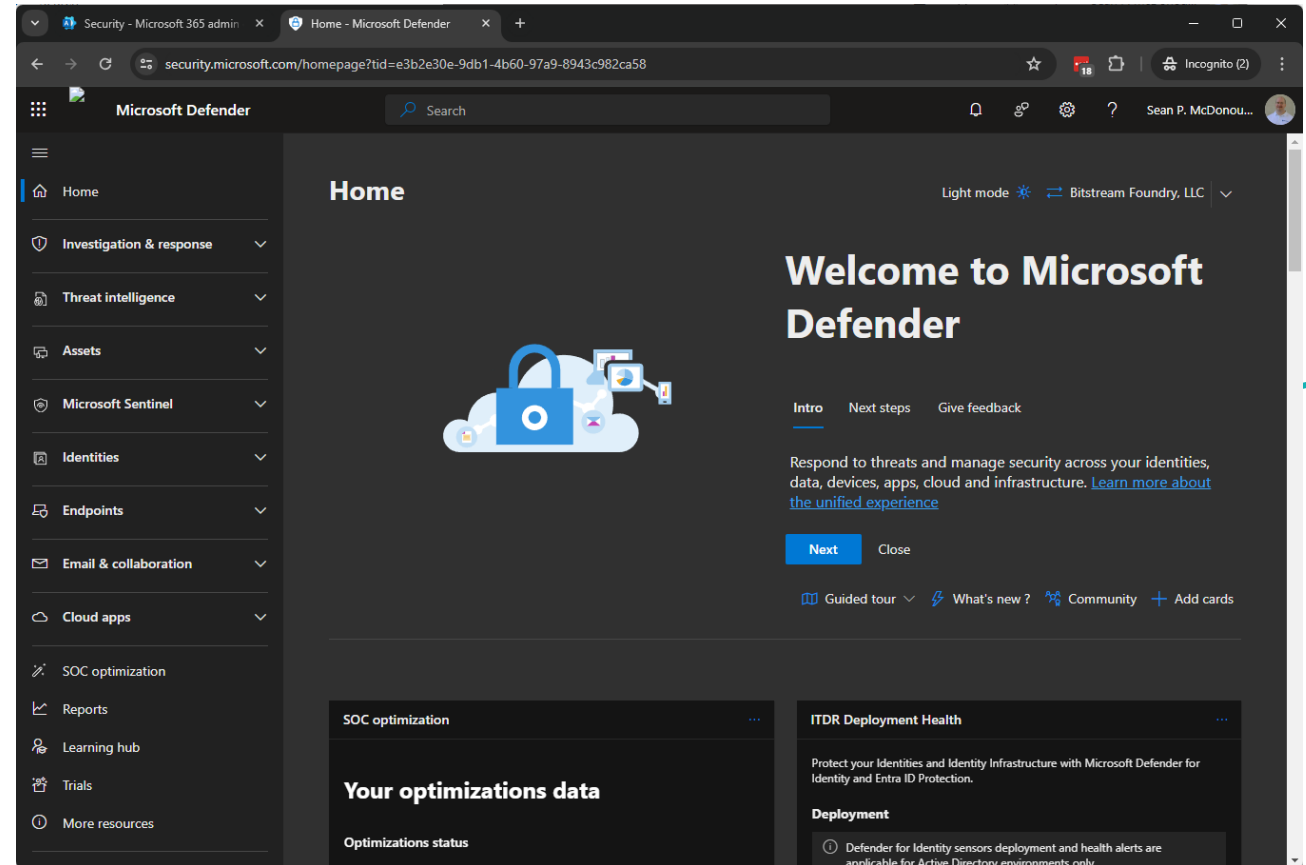 Security - Microsoft 365 admin
Home - Microsoft Defender
security.microsoft.com/homepage?tid=e3b2e30e-9db1-4b60-97a9-8943c982ca58
18
Incognito (2)
Microsoft Defender
Search
Sean P. McDonou...
Home
Investigation & response
Threat intelligence
Assets
Microsoft Sentinel
Identities
Endpoints
Email & collaboration
Cloud apps
SOC optimization
Reports
Learning hub
Trials
More resources
Home
Light mode
Bitstream Foundry, LLC
Welcome to Microsoft
Defender
Intro Next steps Give feedback
Respond to threats and manage security across your identities,
data, devices, apps, cloud and infrastructure. Learn more about
the unified experience
Next Close
Guided tour What's new ? Community Add cards
SOC optimization
Your optimizations data
Optimizations status
ITDR Deployment Health
Protect your Identities and Identity Infrastructure with Microsoft Defender for
Identity and Entra ID Protection.
Deployment
Defender for Identity sensors deployment and health alerts are
applicable for Active Directory environments only